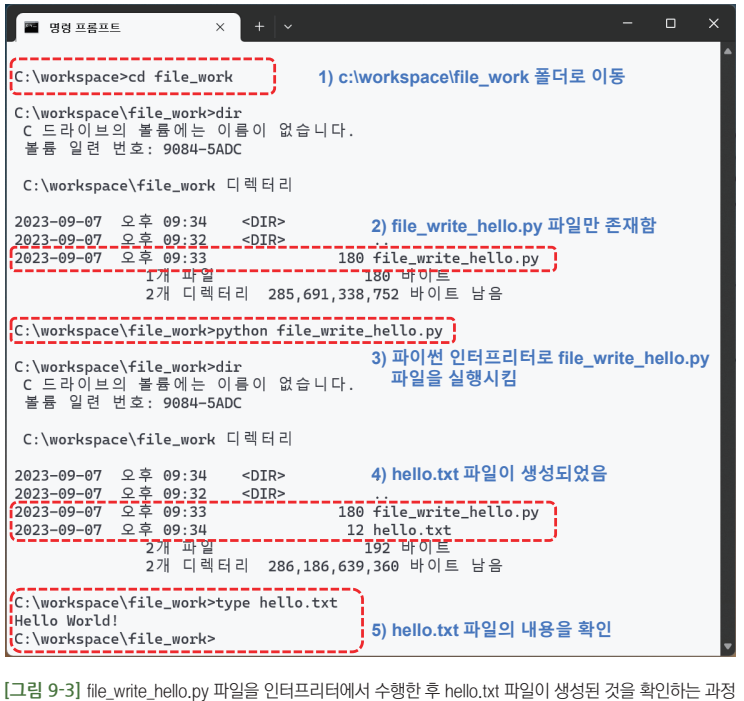 명령 프롬프트
C:\workspace>cd file_work
1) c:\workspace\file_work 폴더로 이동
C:\workspace\file_work>dir
C 드라이브의 볼륨에는 이름이 없습니다.
볼륨 일련 번호: 9084-5ADC
C:\workspace\file_work 디렉터리
2023-09-07 오후 09:34 <DIR> .
2) file_write_hello.py 파일만 존재함
2023-09-07 오후 09:32 <DIR> ..
2023-09-07 오후 09:33 180 file_write_hello.py
1개 파일 180 바이트
2개 디렉터리 285,691,338,752 바이트 남음
C:\workspace\file_work>python file_write_hello.py
3) 파이썬 인터프리터로 file_write_hello.py
파일을 실행시킴
C:\workspace\file_work>dir
C 드라이브의 볼륨에는 이름이 없습니다.
볼륨 일련 번호: 9084-5ADC
C:\workspace\file_work 디렉터리
2023-09-07 오후 09:34 <DIR>
4) hello.txt 파일이 생성되었음
2023-09-07 오후 09:32 <DIR> ..
2023-09-07 오후 09:33 180 file_write_hello.py
2023-09-07 오후 09:34 12 hello.txt
2개 파일 192 바이트
2개 디렉터리 286,186,639,360 바이트 남음
C:\workspace\file_work>type hello.txt
Hello World!
C:\workspace\file_work>
5) hello.txt 파일의 내용을 확인
[그림 9-3] file_write_hello.py 파일을 인터프리터에서 수행한 후 hello.txt 파일이 생성된 것을 확인하는 과정